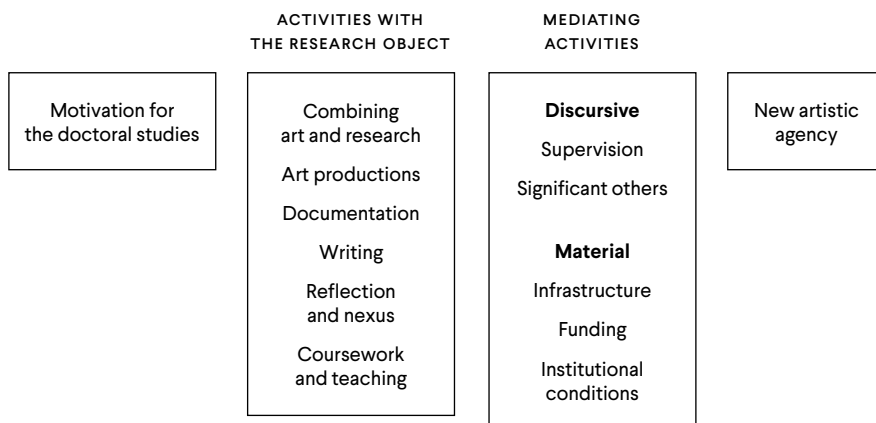 ACTIVITIES WITH
THE RESEARCH OBJECT
MEDIATING
ACTIVITIES
Motivation for
the doctoral studies
Combining
art and research
Art productions
Documentation
Writing
Reflection
and nexus
Coursework
and teaching
Discursive
Supervision
Significant others
Material
Infrastructure
Funding
Institutional
conditions
New artistic
agency